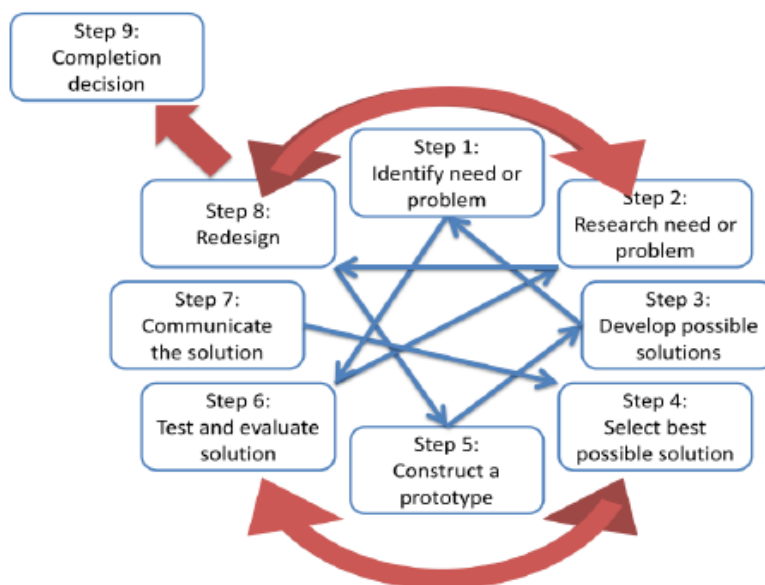 Step 9:
Completion
decision
Step 1:
Identify need or
problem
Step 2:
Research need or
problem
Step 3:
Develop possible
solutions
Step 4:
Select best
possible solution
Step 5:
Construct a
prototype
Step 6:
Test and evaluate
solution
Step 7:
Communicate
the solution
Step 8:
Redesign